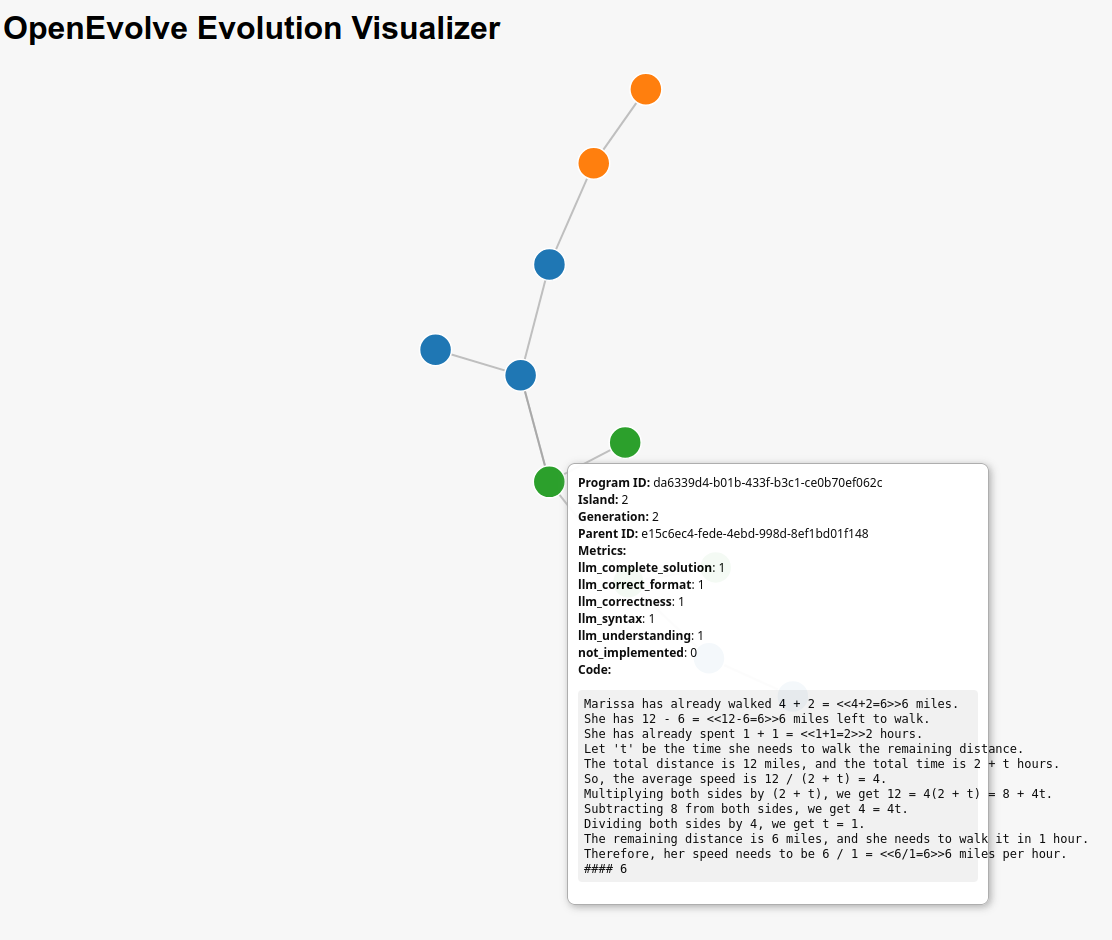 OpenEvolve Evolution Visualizer
Program ID: da6339d4-b01b-433f-b3c1-ce0b70ef062c
Island: 2
Generation: 2
Parent ID: e15c6ec4-fede-4ebd-998d-8ef1bd01f148
Metrics:
llm_complete_solution: 1
llm_correct_format: 1
llm_correctness: 1
llm_syntax: 1
llm_understanding: 1
not_implemented: 0
Code:
Marissa has already walked 4 + 2 = <<4+2=6>>6 miles.
She has 12 - 6 = <<12-6=6>>6 miles left to walk.
She has already spent 1 + 1 = <<1+1=2>>2 hours.
Let 't' be the time she needs to walk the remaining distance.
The total distance is 12 miles, and the total time is 2 + t hours.
So, the average speed is 12 / (2 + t) = 4.
Multiplying both sides by (2 + t), we get 12 = 4(2 + t) = 8 + 4t.
Subtracting 8 from both sides, we get 4 = 4t.
Dividing both sides by 4, we get t = 1.
The remaining distance is 6 miles, and she needs to walk it in 1 hour.
Therefore, her speed needs to be 6 / 1 = <<6/1=6>>6 miles per hour.
#### 6